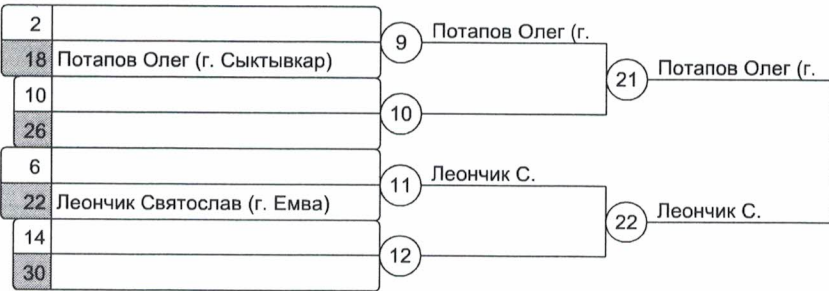 2
9 Потапов Олег (г.
18 Потапов Олег (г. Сыктывкар)
21 Потапов Олег (г.
10
10
26
6
11 Леончик С.
22 Леончик Святослав (г. Емва)
22 Леончик С.
14
12
30